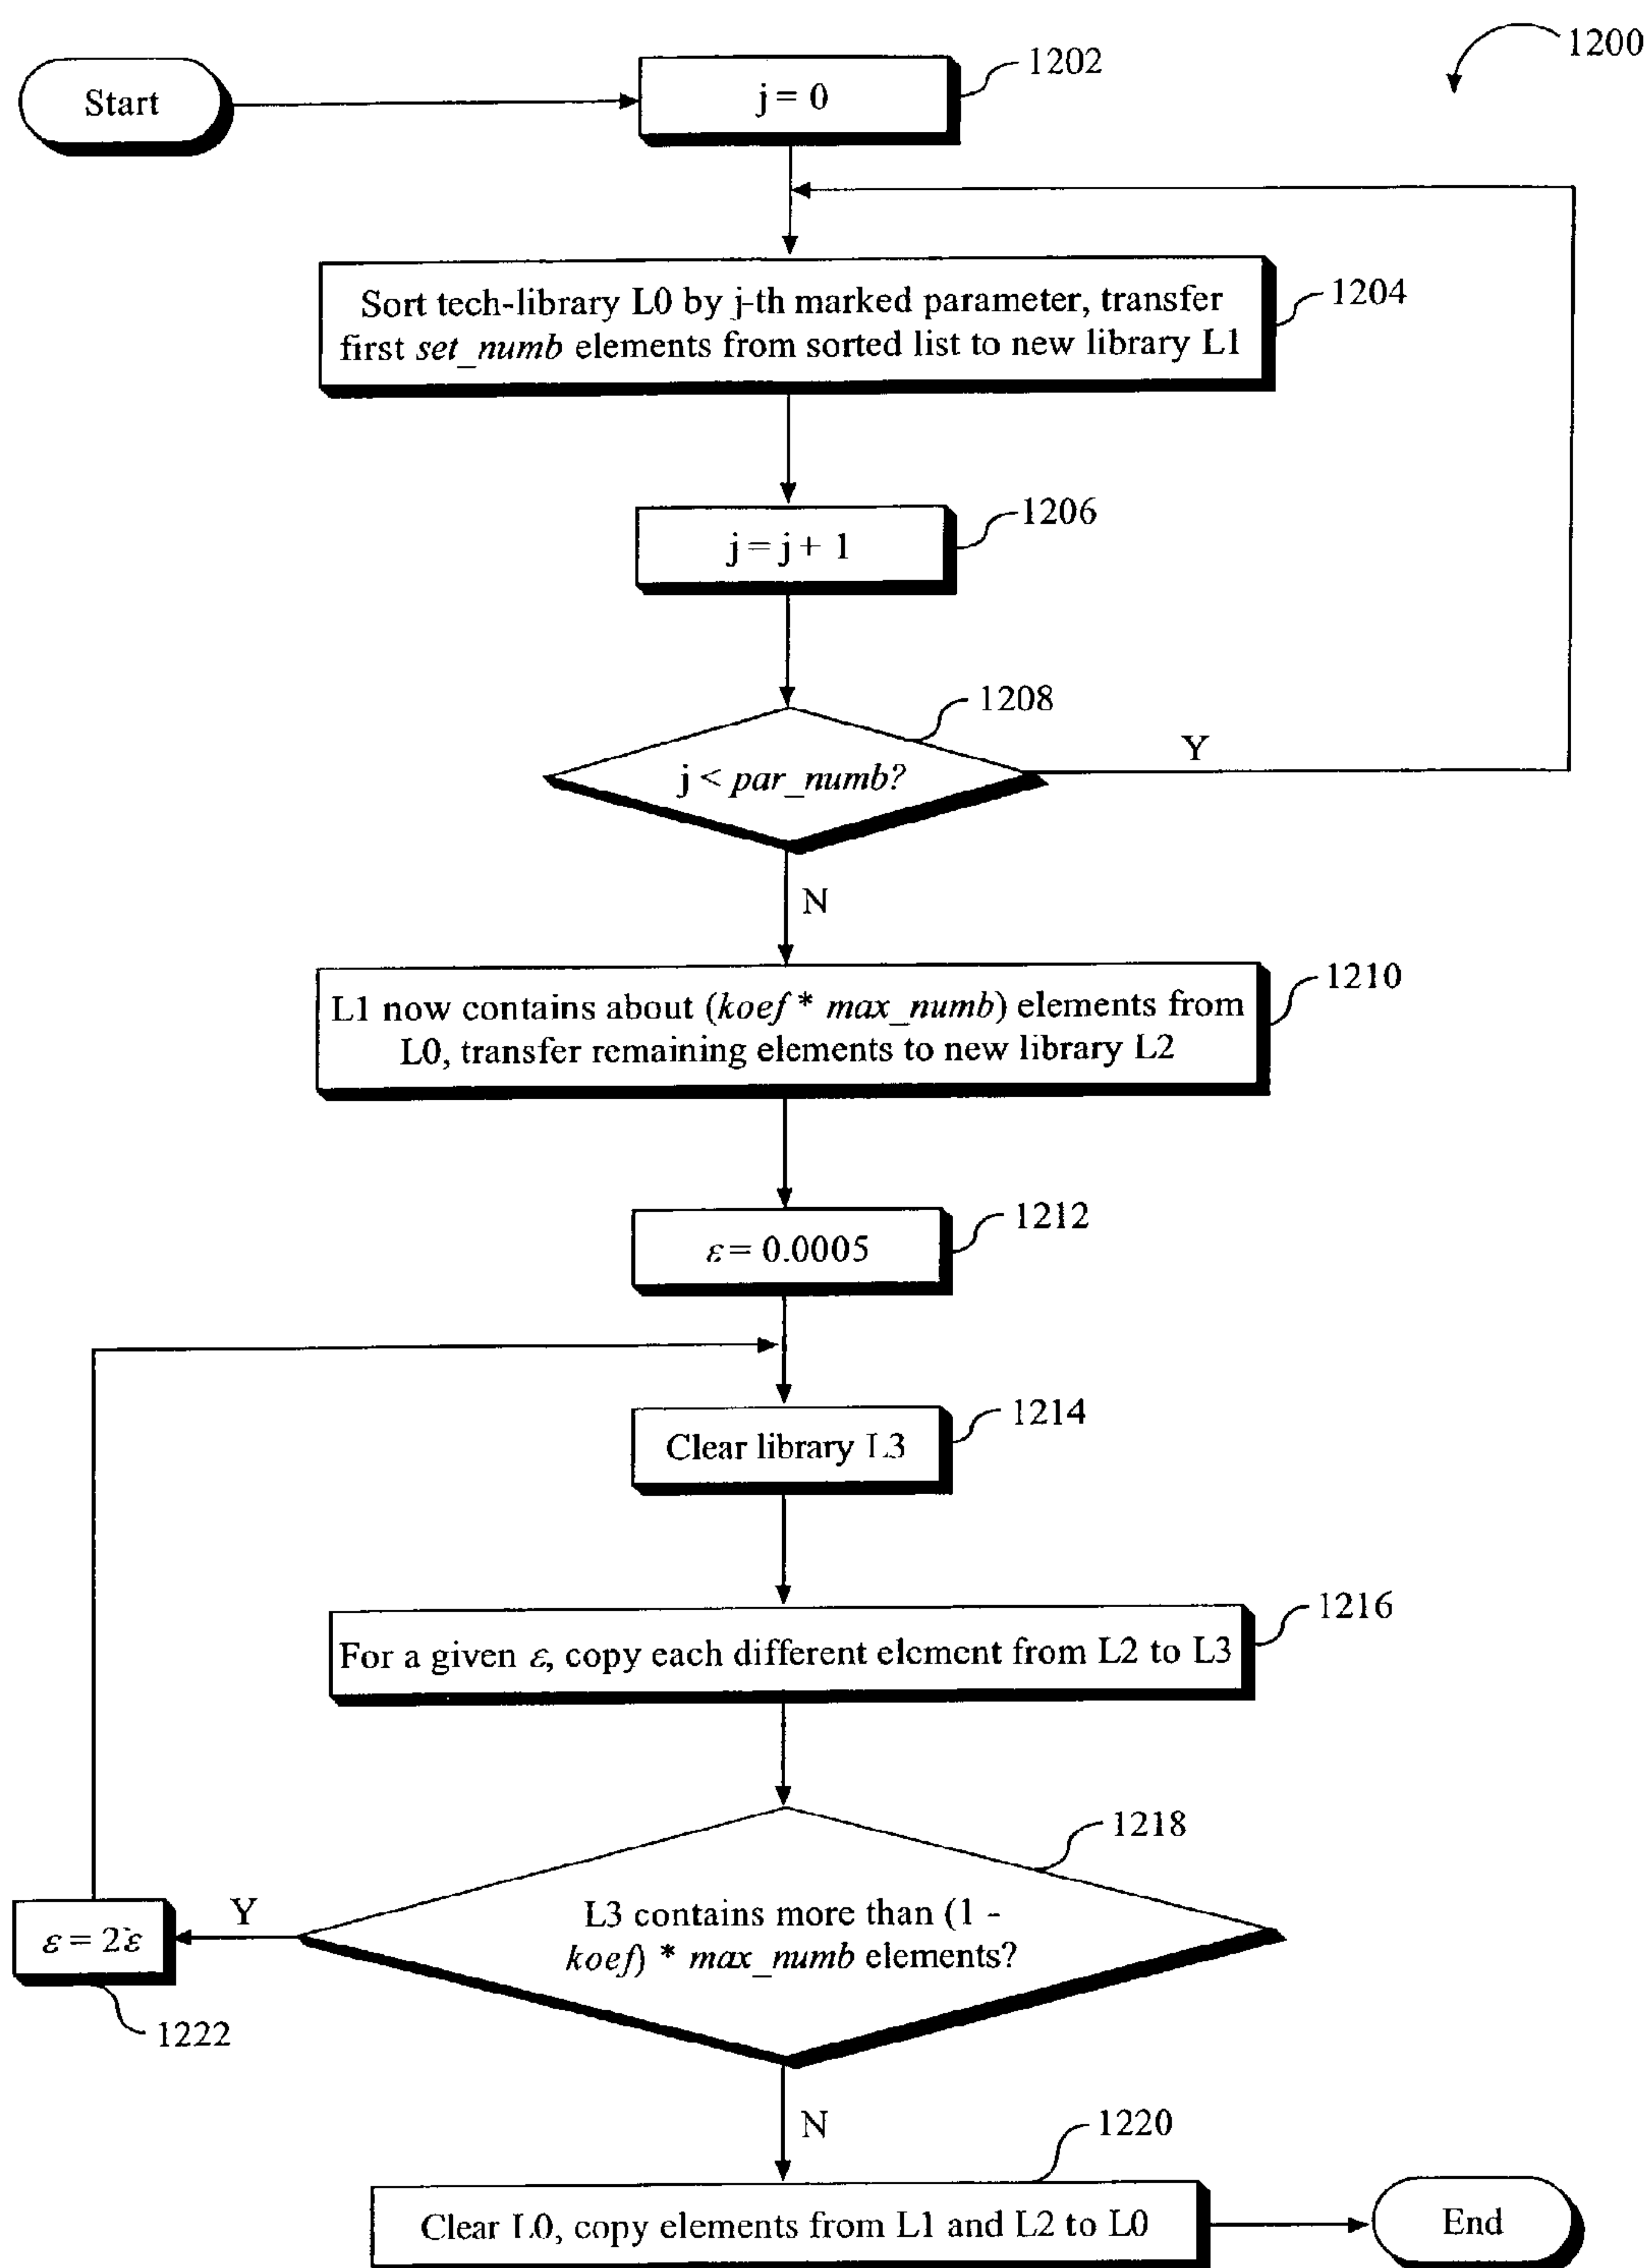 1200
Start
j = 0
1202
Sort tech-library L0 by j-th marked parameter, transfer
first set_numb elements from sorted list to new library L1
1204
j = j + 1
1206
j < par_numb?
1208
Y
N
L1 now contains about (koef * max_numb) elements from
L0, transfer remaining elements to new library L2
1210
ε = 0.0005
1212
Clear library L3
1214
For a given ε, copy each different element from L2 to L3
1216
L3 contains more than (1 -
koef) * max_numb elements?
1218
Y
ε = 2ε
1222
N
Clear L0, copy elements from L1 and L2 to L0
1220
End